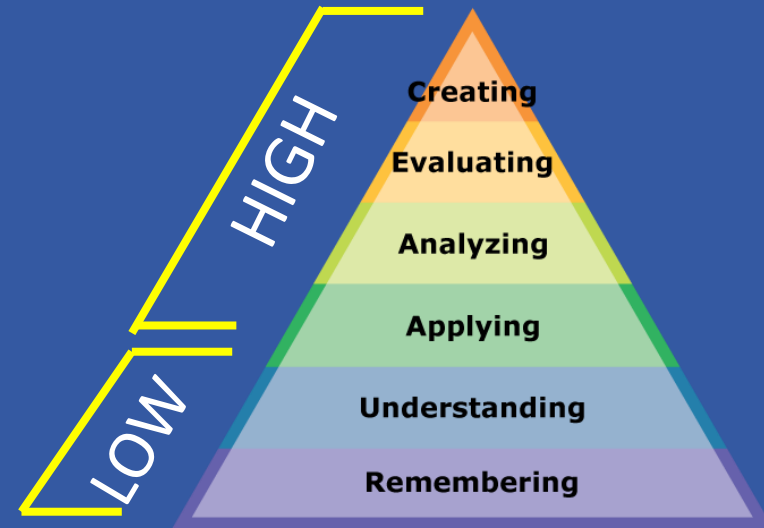 HIGH
LOW
Creating
Evaluating
Analyzing
Applying
Understanding
Remembering